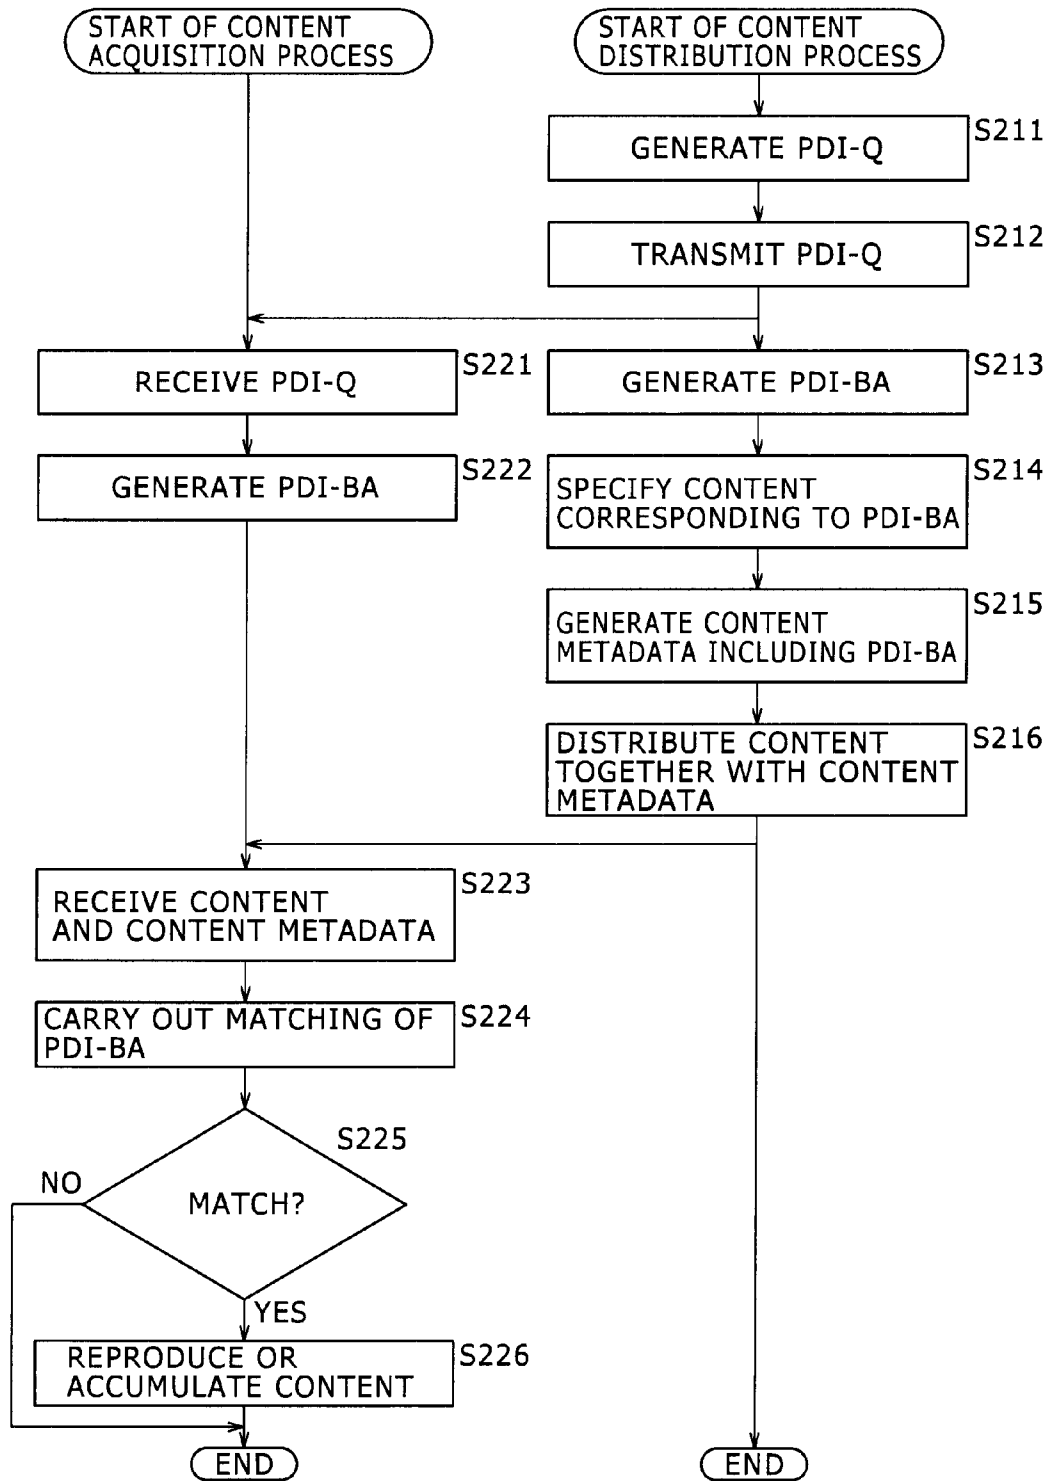 START OF CONTENT
ACQUISITION PROCESS
START OF CONTENT
DISTRIBUTION PROCESS
S211
GENERATE PDI-Q
S212
TRANSMIT PDI-Q
S221
RECEIVE PDI-Q
S213
GENERATE PDI-BA
S222
GENERATE PDI-BA
S214
SPECIFY CONTENT
CORRESPONDING TO PDI-BA
S215
GENERATE CONTENT
METADATA INCLUDING PDI-BA
S216
DISTRIBUTE CONTENT
TOGETHER WITH CONTENT
METADATA
S223
RECEIVE CONTENT
AND CONTENT METADATA
S224
CARRY OUT MATCHING OF
PDI-BA
S225
NO
MATCH?
YES
S226
REPRODUCE OR
ACCUMULATE CONTENT
END
END